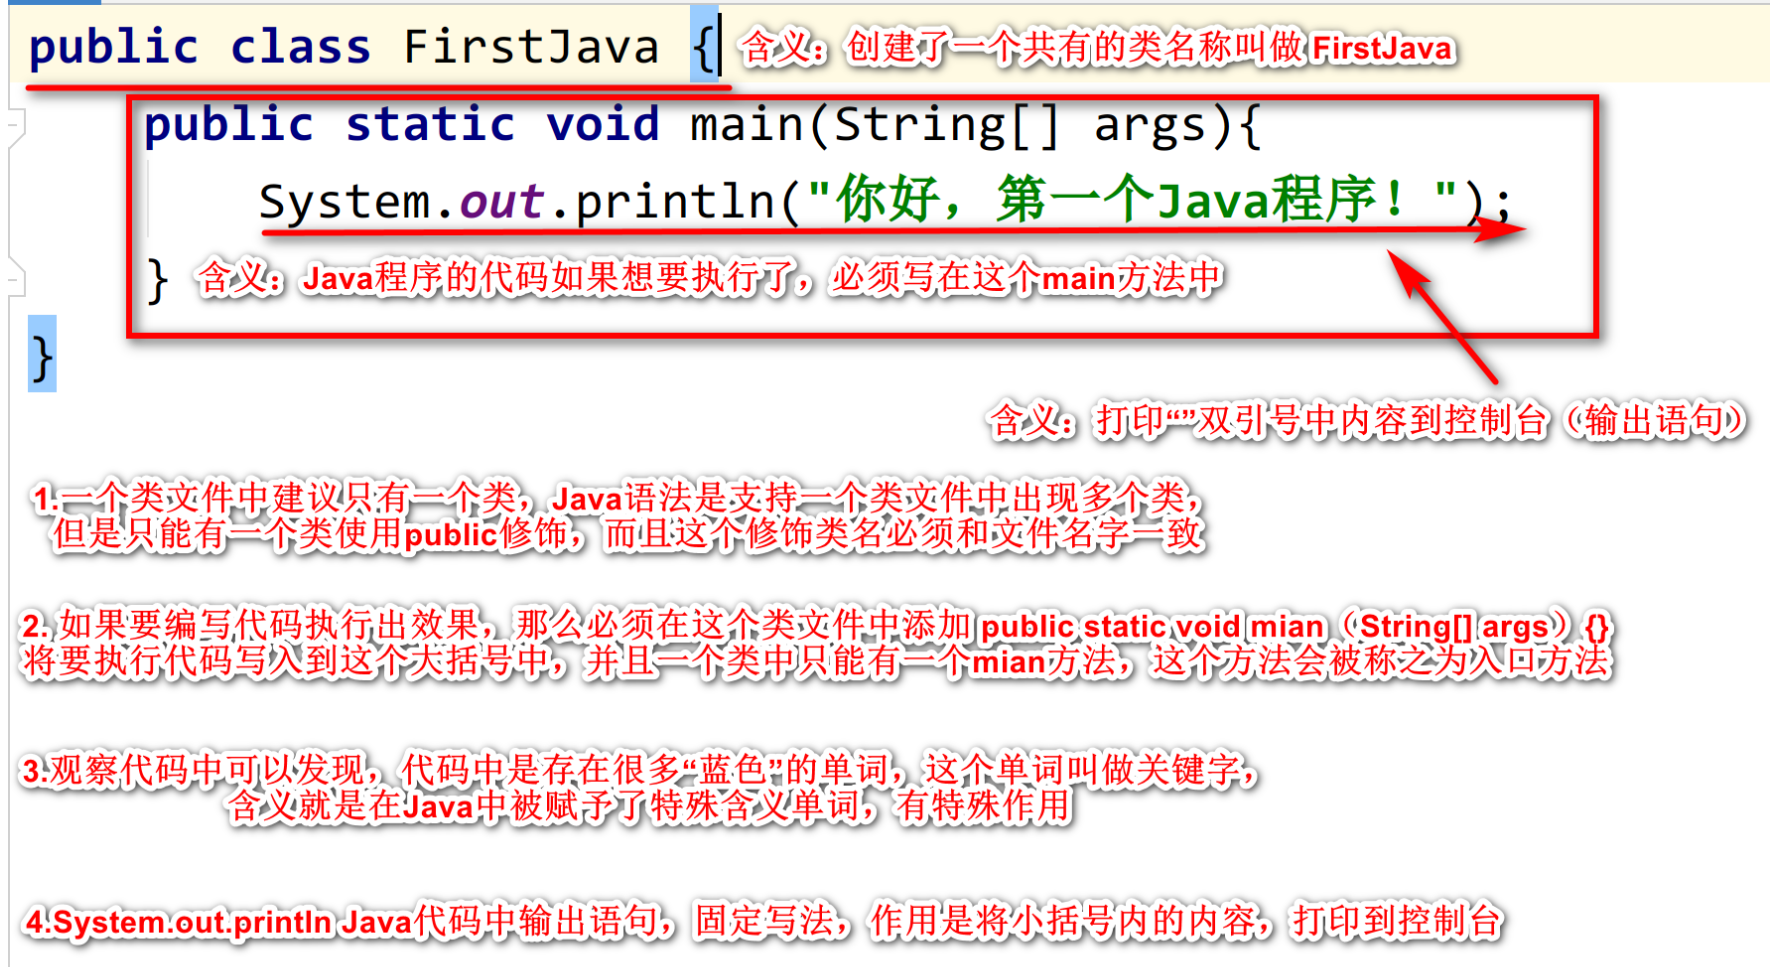 public class FirstJava { 含义：创建了一个共有的类名称叫做 FirstJava
public static void main(String[] args){
System.out.println("你好，第一个Java程序！");
} 含义：Java程序的代码如果想要执行了，必须写在这个main方法中
}
含义：打印“”双引号中内容到控制台（输出语句）
1.一个类文件中建议只有一个类，Java语法是支持一个类文件中出现多个类，
但是只能有一个类使用public修饰，而且这个修饰类名必须和文件名字一致
2. 如果要编写代码执行出效果，那么必须在这个类文件中添加 public static void mian（String[] args）{}
将要执行代码写入到这个大括号中，并且一个类中只能有一个mian方法，这个方法会被称之为入口方法
3.观察代码中可以发现，代码中是存在很多“蓝色”的单词，这个单词叫做关键字，
含义就是在Java中被赋予了特殊含义单词，有特殊作用
4.System.out.println Java代码中输出语句，固定写法，作用是将小括号内的内容，打印到控制台